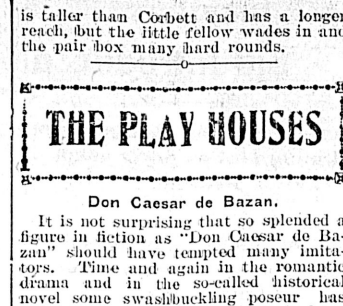 is taller than Corbett and has a longer
reach, but the little fellow wades in and
the pair box many hard rounds.
THE PLAY HOUSES
Don Caesar de Bazan.
It is not surprising that so splended a
figure in fiction as "Don Caesar de Ba-
zan" should have tempted many imita-
tors. Time and again in the romantic
drama and in the so-called historical
novel some swashbuckling poseur has